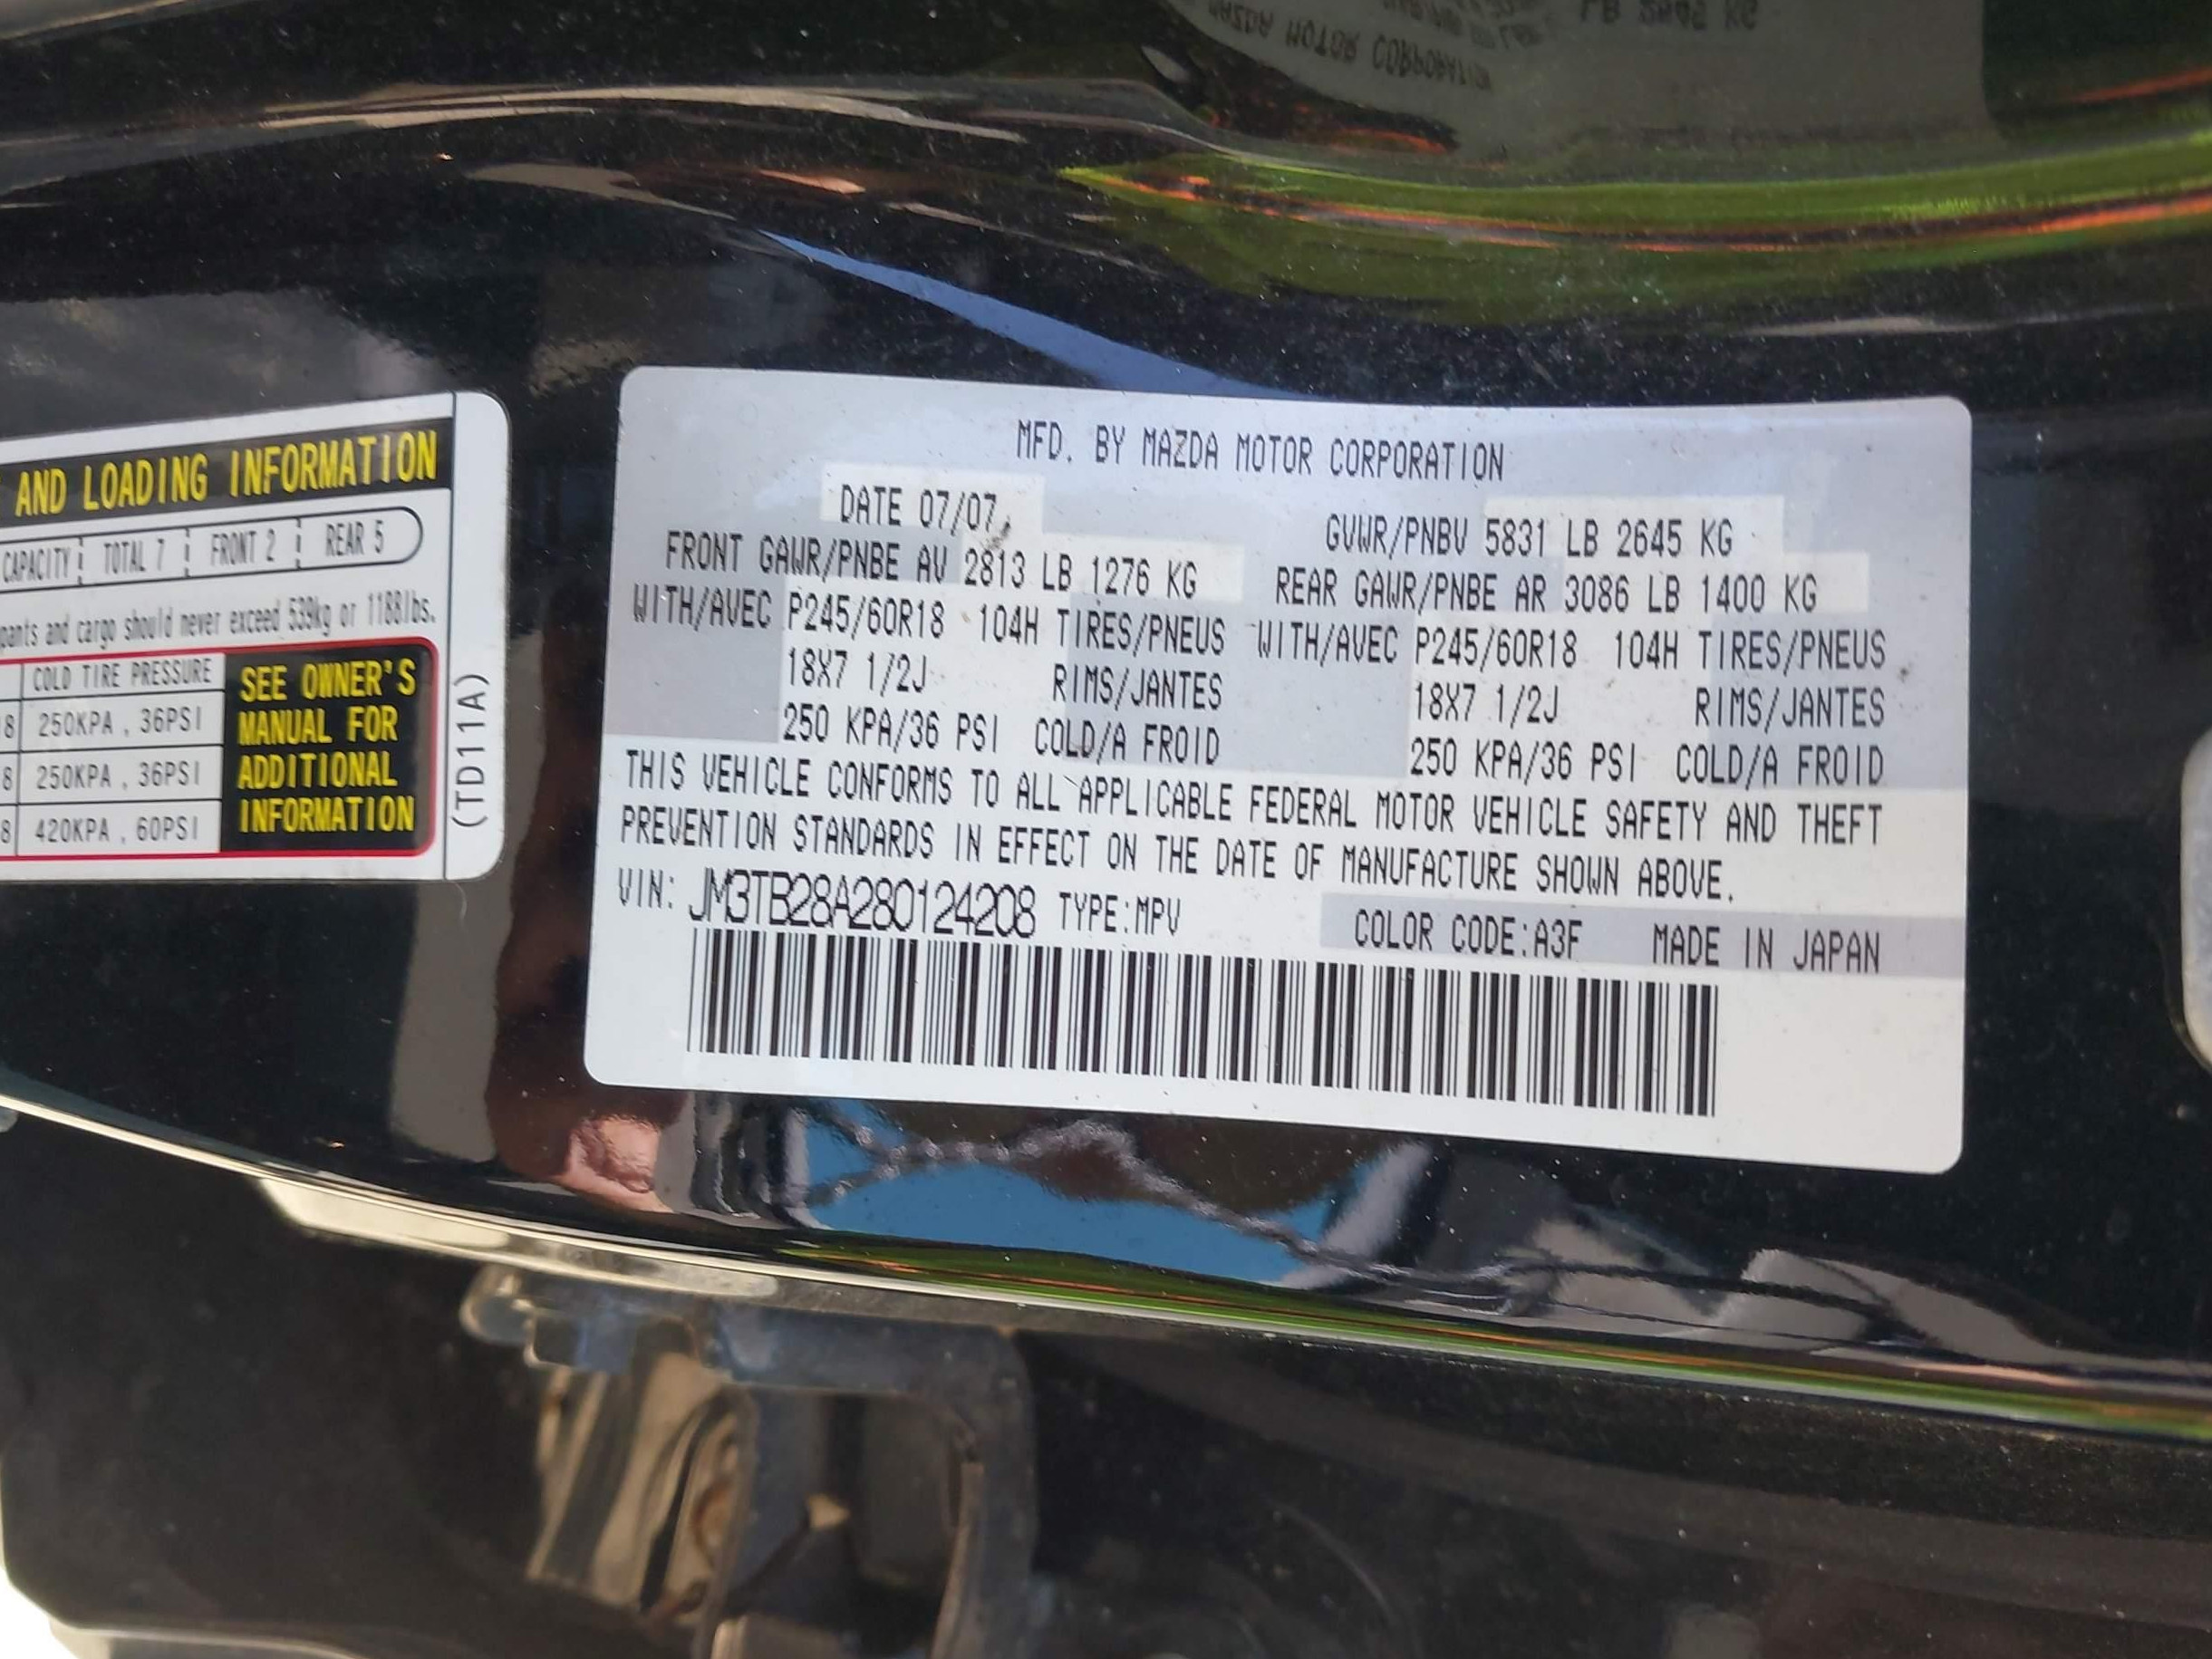 AND LOADING INFORMATION
CAPACITY TOTAL 7 FRONT 2 REAR 5
and cargo should never exceed 539kg or 1188lbs.
COLD TIRE PRESSURE
8 250KPA , 36PSI
8 250KPA , 36PSI
8 420KPA , 60PSI
SEE OWNER'S
MANUAL FOR
ADDITIONAL
INFORMATION
(TD11A)
MFD. BY MAZDA MOTOR CORPORATION
DATE 07/07 GVWR/PNBV 5831 LB 2645 KG
FRONT GAWR/PNBE AV 2813 LB 1276 KG REAR GAWR/PNBE AR 3086 LB 1400 KG
WITH/AVEC P245/60R18 104H TIRES/PNEUS WITH/AVEC P245/60R18 104H TIRES/PNEUS
18X7 1/2J RIMS/JANTES 18X7 1/2J RIMS/JANTES
250 KPA/36 PSI COLD/A FROID 250 KPA/36 PSI COLD/A FROID
THIS VEHICLE CONFORMS TO ALL APPLICABLE FEDERAL MOTOR VEHICLE SAFETY AND THEFT
PREVENTION STANDARDS IN EFFECT ON THE DATE OF MANUFACTURE SHOWN ABOVE.
VIN: JM3TB28A280124208 TYPE:MPV COLOR CODE:A3F MADE IN JAPAN